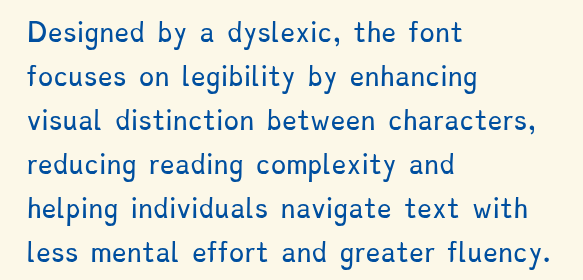 Designed by a dyslexic, the font
focuses on legibility by enhancing
visual distinction between characters,
reducing reading complexity and
helping individuals navigate text with
less mental effort and greater fluency.